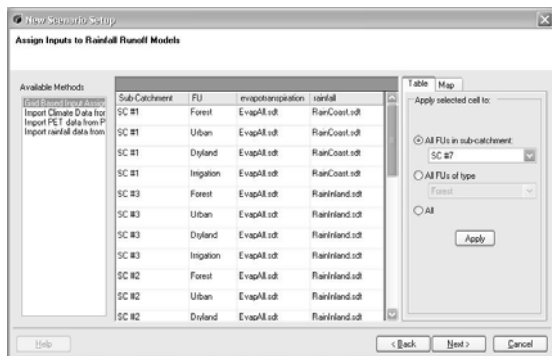 New Scenario Setup
Assign Inputs to Rainfall Runoff Models
Available Methods
Grid Based Input Assign
Import Climate Data from
Import PET data from P
Import rainfall data from
Sub-Catchment FU evapotranspiration rainfall
SC #1 Forest EvapAll.sdt RainCoast.sdt
SC #1 Urban EvapAll.sdt RainCoast.sdt
SC #1 Dryland EvapAll.sdt RainCoast.sdt
SC #1 Irrigation EvapAll.sdt RainCoast.sdt
SC #3 Forest EvapAll.sdt RainInland.sdt
SC #3 Urban EvapAll.sdt RainInland.sdt
SC #3 Dryland EvapAll.sdt RainInland.sdt
SC #3 Irrigation EvapAll.sdt RainInland.sdt
SC #2 Forest EvapAll.sdt RainInland.sdt
SC #2 Urban EvapAll.sdt RainInland.sdt
SC #2 Dryland EvapAll.sdt RainInland.sdt
Table Map
Apply selected cell to:
All FUs in sub-catchment:
SC #7
All FUs of type
Forest
All
Apply
Help < Back Next > Cancel